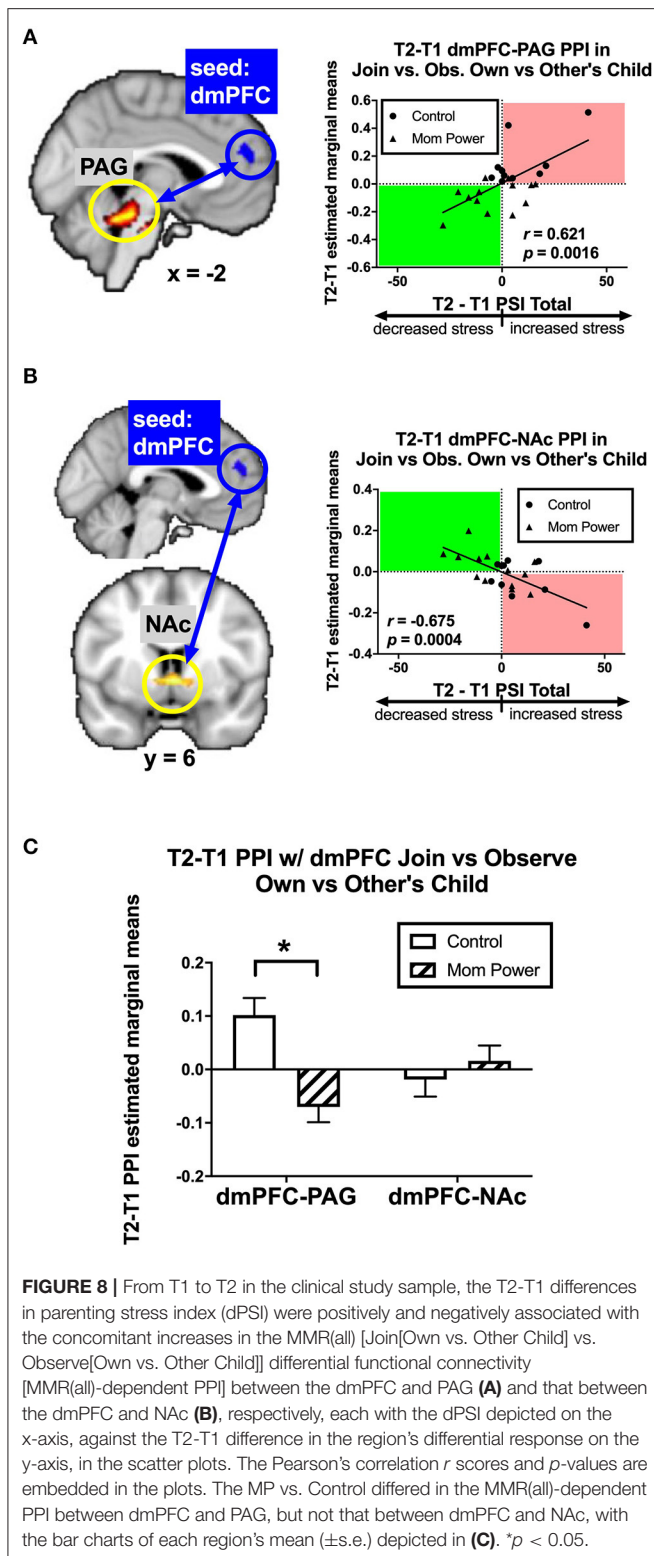 A
seed:
dmPFC
PAG
x = -2
T2-T1 dmPFC-PAG PPI in
Join vs. Obs. Own vs Other's Child
T2-T1 estimated marginal means
0.6
0.4
0.2
0.0
-0.2
-0.4
-0.6
Control
Mom Power
r = 0.621
p = 0.0016
-50 0 50
T2 - T1 PSI Total
decreased stress increased stress
B
seed:
dmPFC
NAc
y = 6
T2-T1 dmPFC-NAc PPI in
Join vs Obs. Own vs Other's Child
T2-T1 estimated marginal means
0.4
0.2
0.0
-0.2
-0.4
Control
Mom Power
r = -0.675
p = 0.0004
-50 0 50
T2 - T1 PSI Total
decreased stress increased stress
C
T2-T1 PPI w/ dmPFC Join vs Observe
Own vs Other's Child
T2-T1 PPI estimated marginal means
0.2
0.1
0.0
-0.1
-0.2
*
Control
Mom Power
dmPFC-PAG dmPFC-NAc
FIGURE 8 | From T1 to T2 in the clinical study sample, the T2-T1 differences
in parenting stress index (dPSI) were positively and negatively associated with
the concomitant increases in the MMR(all) [Join[Own vs. Other Child] vs.
Observe[Own vs. Other Child]] differential functional connectivity
[MMR(all)-dependent PPI] between the dmPFC and PAG (A) and that between
the dmPFC and NAc (B), respectively, each with the dPSI depicted on the
x-axis, against the T2-T1 difference in the region's differential response on the
y-axis, in the scatter plots. The Pearson's correlation r scores and p-values are
embedded in the plots. The MP vs. Control differed in the MMR(all)-dependent
PPI between dmPFC and PAG, but not that between dmPFC and NAc, with
the bar charts of each region's mean (±s.e.) depicted in (C). *p < 0.05.